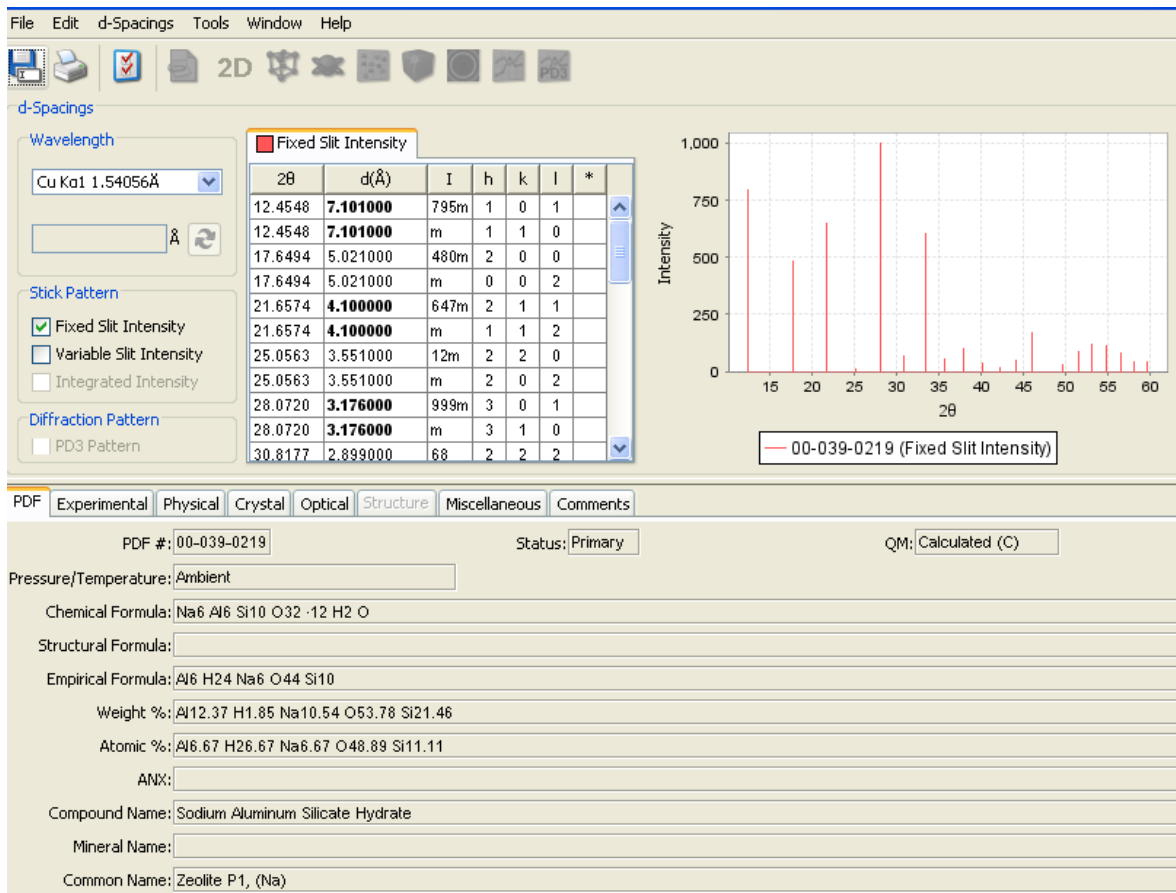 File Edit d-Spacings Tools Window Help
2D PD3
d-Spacings
Wavelength
Cu Ka1 1.54056Å
Å
Stick Pattern
Fixed Slit Intensity
Variable Slit Intensity
Integrated Intensity
Diffraction Pattern
PD3 Pattern
Fixed Slit Intensity
2θ d(Å) I h k l *
12.4548 7.101000 795m 1 0 1
12.4548 7.101000 m 1 1 0
17.6494 5.021000 480m 2 0 0
17.6494 5.021000 m 0 0 2
21.6574 4.100000 647m 2 1 1
21.6574 4.100000 m 1 1 2
25.0563 3.551000 12m 2 2 0
25.0563 3.551000 m 2 0 2
28.0720 3.176000 999m 3 0 1
28.0720 3.176000 m 3 1 0
30.8177 2.899000 68 2 2 2
1,000
750
500
250
0
Intensity
15 20 25 30 35 40 45 50 55 60
2θ
00-039-0219 (Fixed Slit Intensity)
PDF Experimental Physical Crystal Optical Structure Miscellaneous Comments
PDF #: 00-039-0219 Status: Primary QM: Calculated (C)
Pressure/Temperature: Ambient
Chemical Formula: Na6 Al6 Si10 O32 ·12 H2 O
Structural Formula:
Empirical Formula: Al6 H24 Na6 O44 Si10
Weight %: Al12.37 H1.85 Na10.54 O53.78 Si21.46
Atomic %: Al6.67 H26.67 Na6.67 O48.89 Si11.11
ANX:
Compound Name: Sodium Aluminum Silicate Hydrate
Mineral Name:
Common Name: Zeolite P1, (Na)